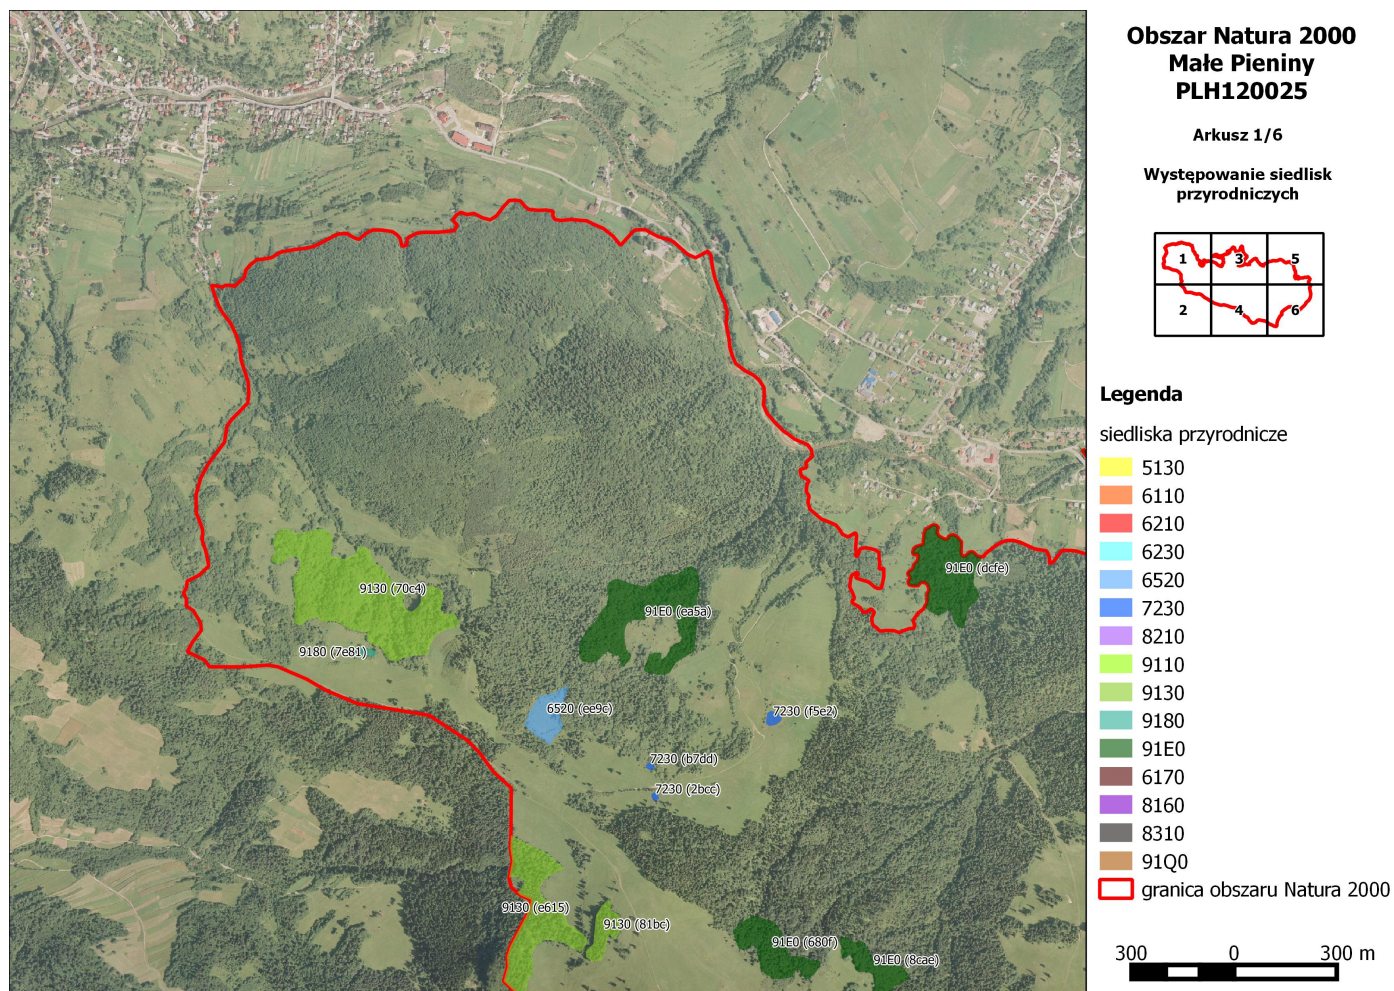 Obszar Natura 2000
Małe Pieniny
PLH120025
Arkusz 1/6
Występowanie siedlisk
przyrodniczych
1 3 5
2 4 6
Legenda
siedliska przyrodnicze
5130
6110
6210
6230
6520
7230
8210
9110
9130
9180
91E0
6170
8160
8310
91Q0
granica obszaru Natura 2000
300 0 300 m
91E0 (dcfe)
9130 (70c4)
91E0 (ea5a)
9180 (7e81)
6520 (ee9c)
7230 (f5e2)
7230 (b7dd)
7230 (2bcc)
9130 (e615)
9130 (81bc)
91E0 (680f)
91E0 (8cae)